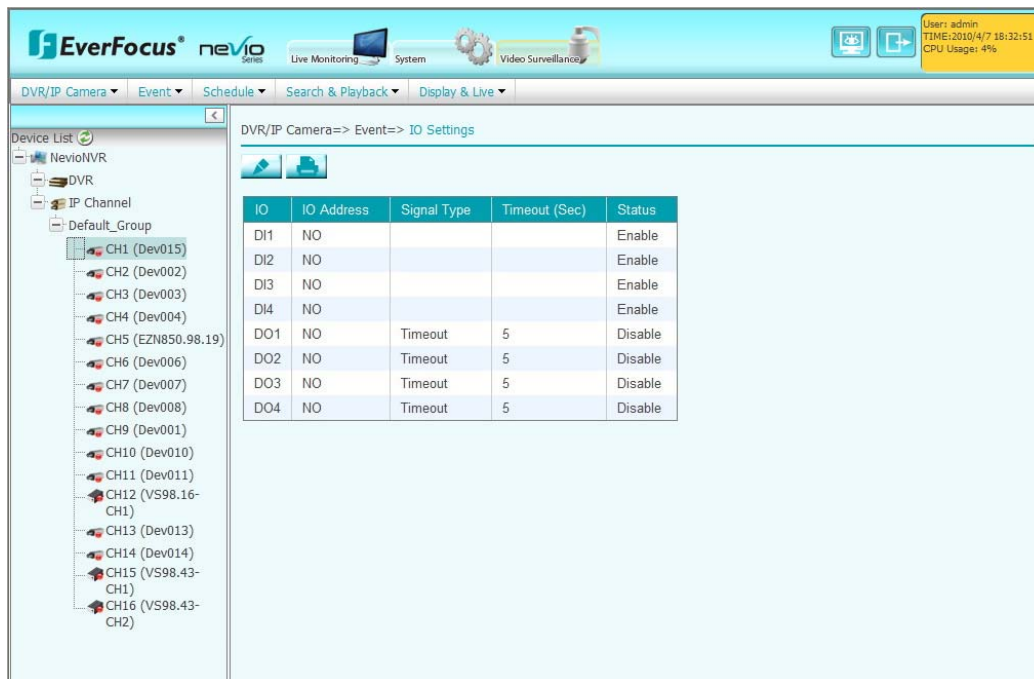 EverFocus® nevio Series
Live Monitoring System Video Surveillance
User: admin
TIME:2010/4/7 18:32:51
CPU Usage: 4%
DVR/IP Camera Event Schedule Search & Playback Display & Live
Device List
NevioNVR
DVR
IP Channel
Default_Group
CH1 (Dev015)
CH2 (Dev002)
CH3 (Dev003)
CH4 (Dev004)
CH5 (EZN850.98.19)
CH6 (Dev006)
CH7 (Dev007)
CH8 (Dev008)
CH9 (Dev001)
CH10 (Dev010)
CH11 (Dev011)
CH12 (VS98.16-
CH1)
CH13 (Dev013)
CH14 (Dev014)
CH15 (VS98.43-
CH1)
CH16 (VS98.43-
CH2)
DVR/IP Camera=> Event=> IO Settings
IO IO Address Signal Type Timeout (Sec) Status
DI1 NO Enable
DI2 NO Enable
DI3 NO Enable
DI4 NO Enable
DO1 NO Timeout 5 Disable
DO2 NO Timeout 5 Disable
DO3 NO Timeout 5 Disable
DO4 NO Timeout 5 Disable